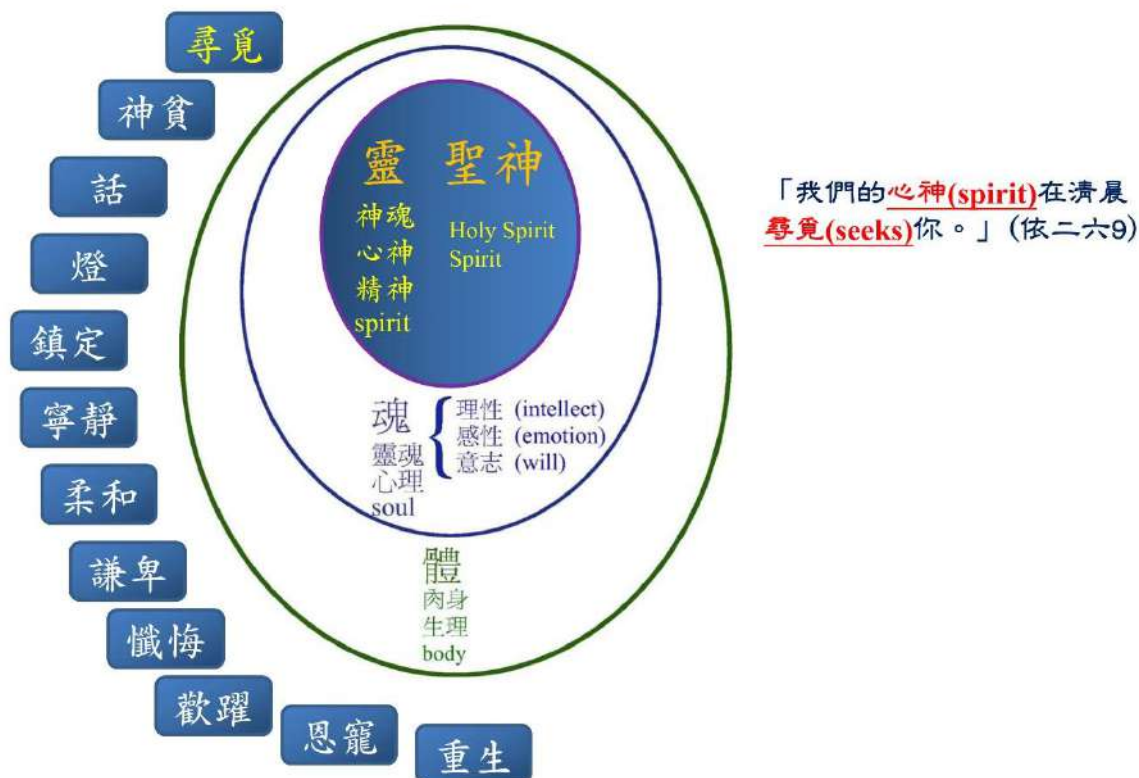 尋覓
神貧
話
燈
鎮定
寧靜
柔和
謙卑
懺悔
歡躍
恩寵
重生
靈 聖神
神魂
心神
精神
spirit
Holy Spirit
Spirit
魂
靈魂
心理
soul
{
理性 (intellect)
感性 (emotion)
意志 (will)
體
肉身
生理
body
「我們的心神(spirit)在清晨
尋覓(seeks)你。」(依二六9)